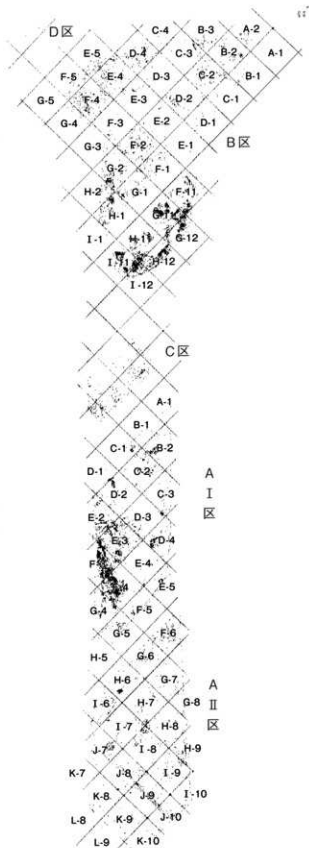 D区
C-4 B-3 A-2
E-5 D-4 C-3 B-2 A-1
F-5 E-4 D-3 C-2 B-1
G-5 F-4 E-3 D-2 C-1
G-4 F-3 E-2 D-1
G-3 F-2 E-1 B区
G-2 F-1
H-2 G-1 F-11
H-1
I-1 H-11 G-12
H-12
I-12
C区
A-1
B-1
C-1 B-2
D-1 C-2
D-2 C-3
E-2 D-3
E-3 D-4
E-4
E-5
G-4 F-5
G-5 F-6
H-5 G-6
H-6 G-7
I-6 H-7 G-8
I-7 H-8
J-7 I-8 H-9
K-7 J-8 I-9
K-8 J-9 I-10
L-8 K-9 J-10
L-9 K-10
A
I
区
A
II
区